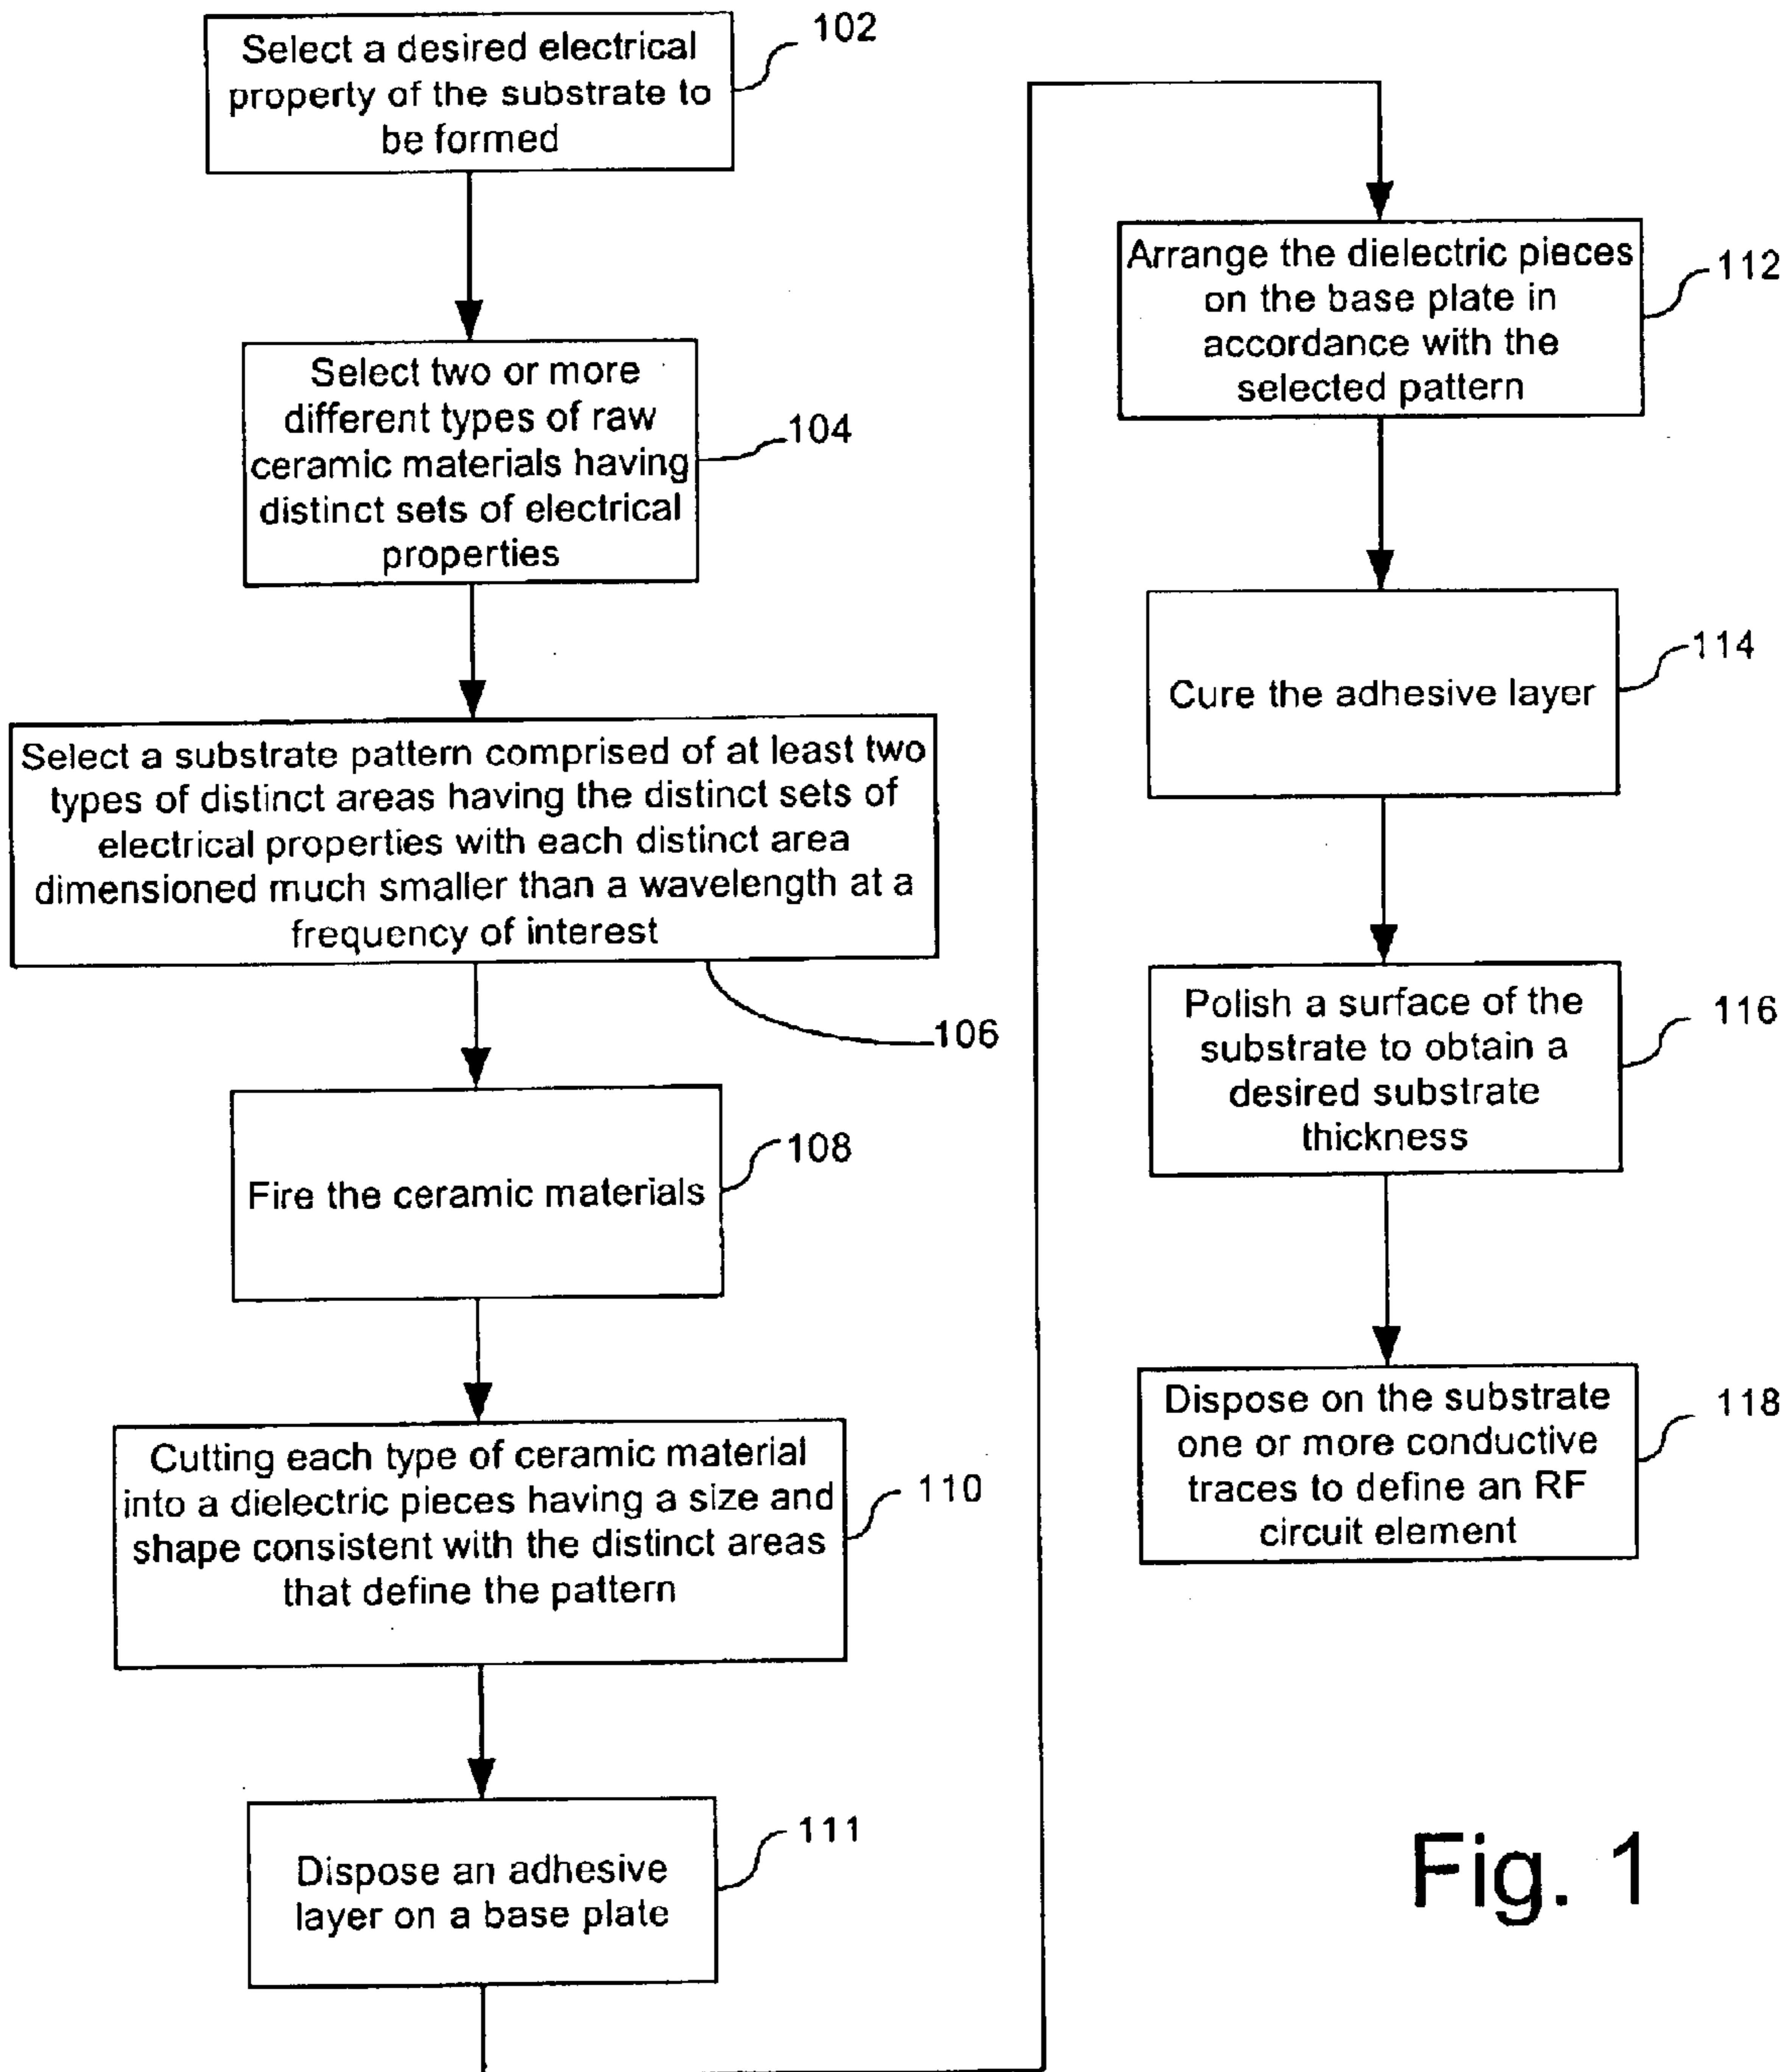 Select a desired electrical
property of the substrate to
be formed
102
Select two or more
different types of raw
ceramic materials having
distinct sets of electrical
properties
104
Select a substrate pattern comprised of at least two
types of distinct areas having the distinct sets of
electrical properties with each distinct area
dimensioned much smaller than a wavelength at a
frequency of interest
106
Fire the ceramic materials
108
Cutting each type of ceramic material
into a dielectric pieces having a size and
shape consistent with the distinct areas
that define the pattern
110
Dispose an adhesive
layer on a base plate
111
Arrange the dielectric pieces
on the base plate in
accordance with the
selected pattern
112
Cure the adhesive layer
114
Polish a surface of the
substrate to obtain a
desired substrate
thickness
116
Dispose on the substrate
one or more conductive
traces to define an RF
circuit element
118
Fig. 1